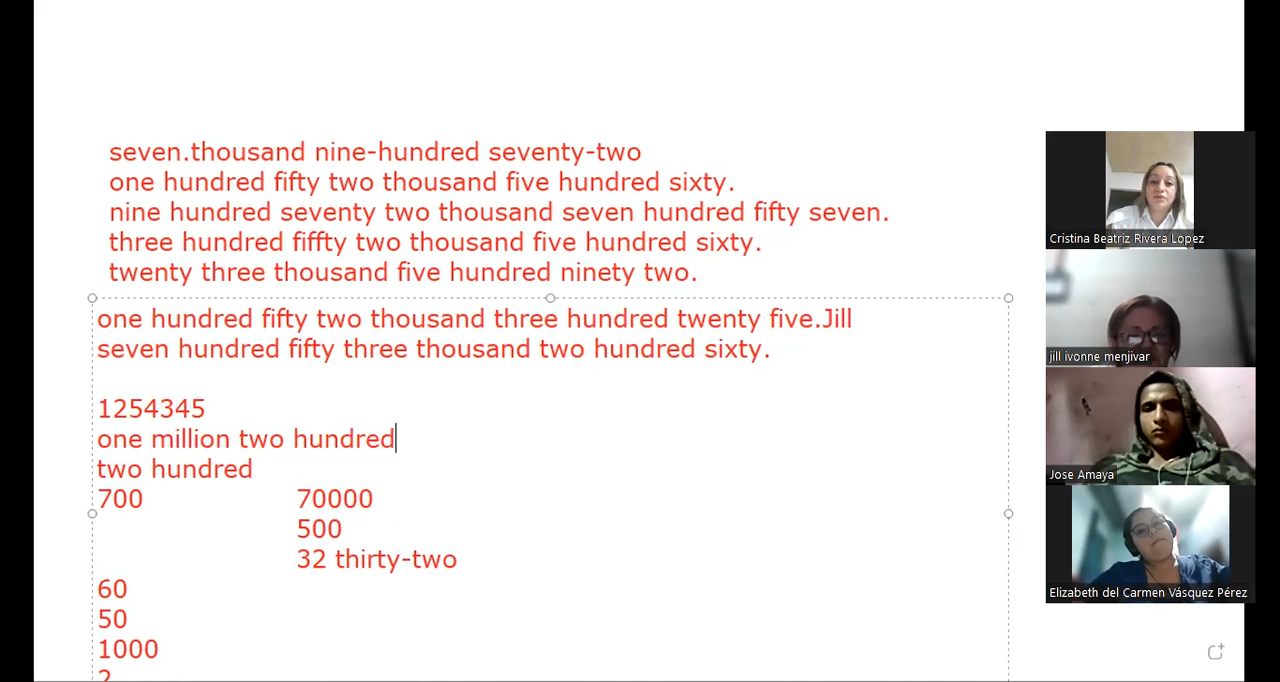 seven.thousand nine-hundred seventy-two
one hundred fifty two thousand five hundred sixty.
nine hundred seventy two thousand seven hundred fifty seven.
three hundred fiffty two thousand five hundred sixty.
twenty three thousand five hundred ninety two.
one hundred fifty two thousand three hundred twenty five.Jill
seven hundred fifty three thousand two hundred sixty.
1254345
one million two hundred
two hundred
700 70000
500
32 thirty-two
60
50
1000
2
Cristina Beatriz Rivera Lopez
jill ivonne menjivar
Jose Amaya
Elizabeth del Carmen Vásquez Pérez